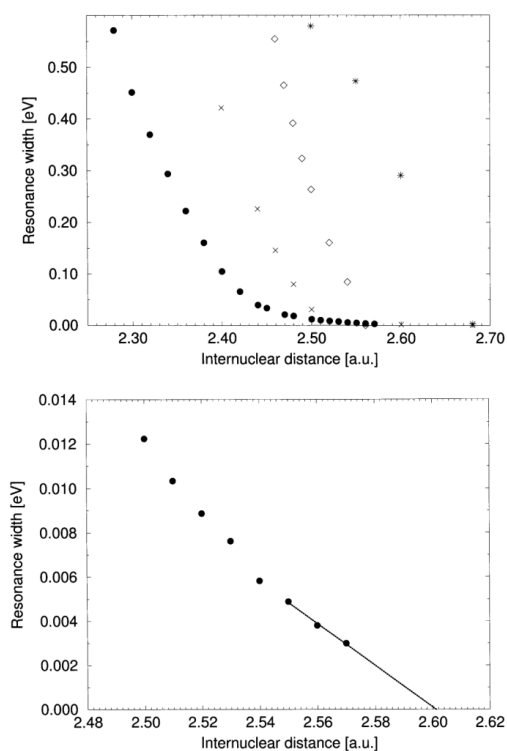 0.50
0.40
0.30
0.20
0.10
0.00
Resonance width [eV]
2.30 2.40 2.50 2.60 2.70
Internuclear distance [a.u.]
0.014
0.012
0.010
0.008
0.006
0.004
0.002
0.000
Resonance width [eV]
2.48 2.50 2.52 2.54 2.56 2.58 2.60 2.62
Internuclear distance [a.u.]